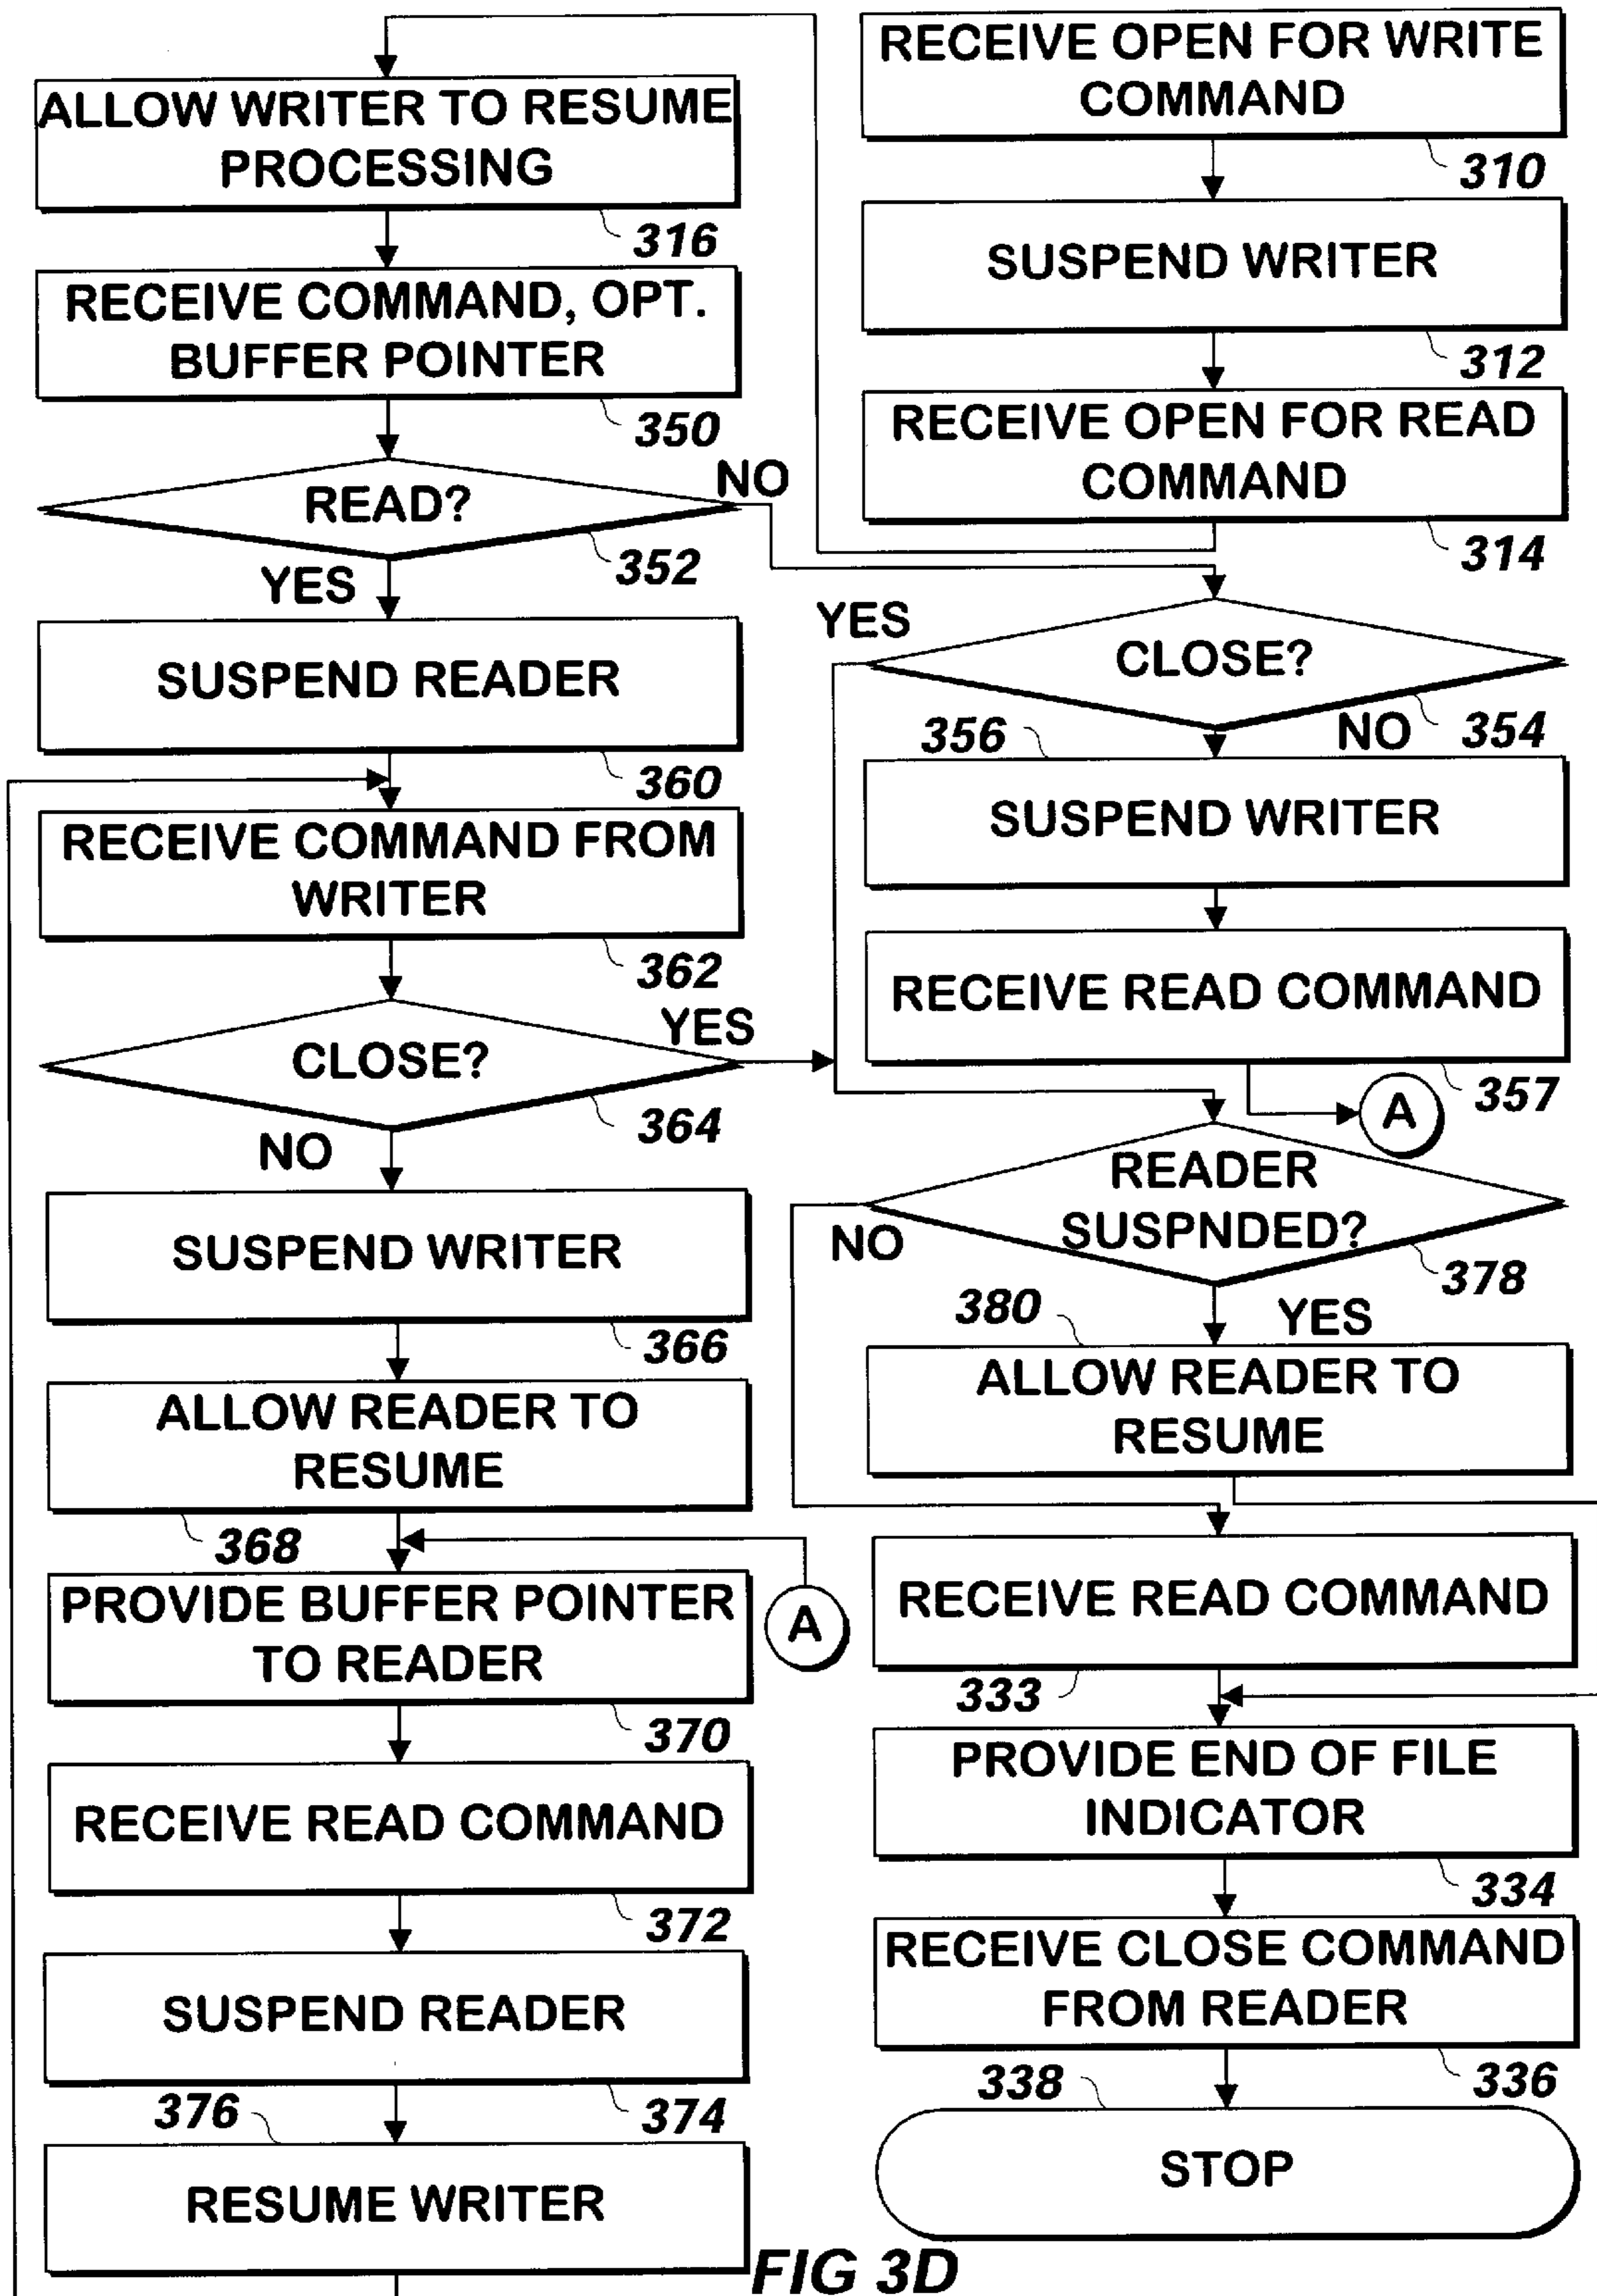 RECEIVE OPEN FOR WRITE
COMMAND
310
SUSPEND WRITER
312
RECEIVE OPEN FOR READ
COMMAND
314
ALLOW WRITER TO RESUME
PROCESSING
316
RECEIVE COMMAND, OPT.
BUFFER POINTER
350
READ?
NO
352
YES
SUSPEND READER
360
RECEIVE COMMAND FROM
WRITER
362
CLOSE?
YES
364
NO
SUSPEND WRITER
366
ALLOW READER TO
RESUME
368
PROVIDE BUFFER POINTER
TO READER
A
370
RECEIVE READ COMMAND
372
SUSPEND READER
374
376
RESUME WRITER
YES
CLOSE?
NO
354
356
SUSPEND WRITER
RECEIVE READ COMMAND
357
A
READER
SUSPNDED?
NO
378
380
YES
ALLOW READER TO
RESUME
RECEIVE READ COMMAND
333
PROVIDE END OF FILE
INDICATOR
334
RECEIVE CLOSE COMMAND
FROM READER
336
338
STOP
FIG 3D